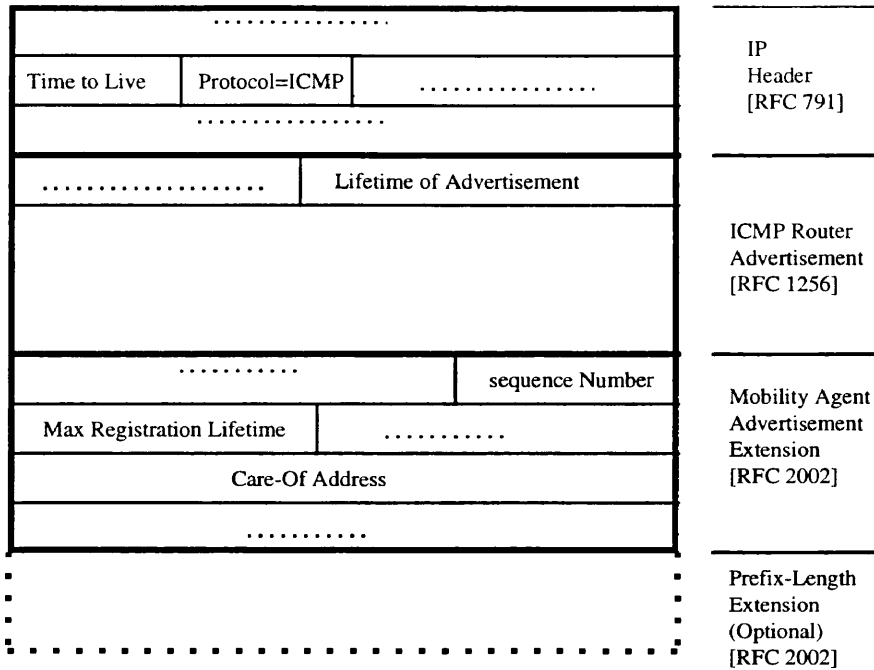 . . . . . . . . . . . . . . . . . .
IP
Header
[RFC 791]
Time to Live
Protocol=ICMP
. . . . . . . . . . . . . . . .
. . . . . . . . . . . . . . . . . .
. . . . . . . . . . . . . . . . . . . .
Lifetime of Advertisement
ICMP Router
Advertisement
[RFC 1256]
. . . . . . . . . . .
sequence Number
Max Registration Lifetime
. . . . . . . . . . .
Care-Of Address
. . . . . . . . . . .
Mobility Agent
Advertisement
Extension
[RFC 2002]
Prefix-Length
Extension
(Optional)
[RFC 2002]